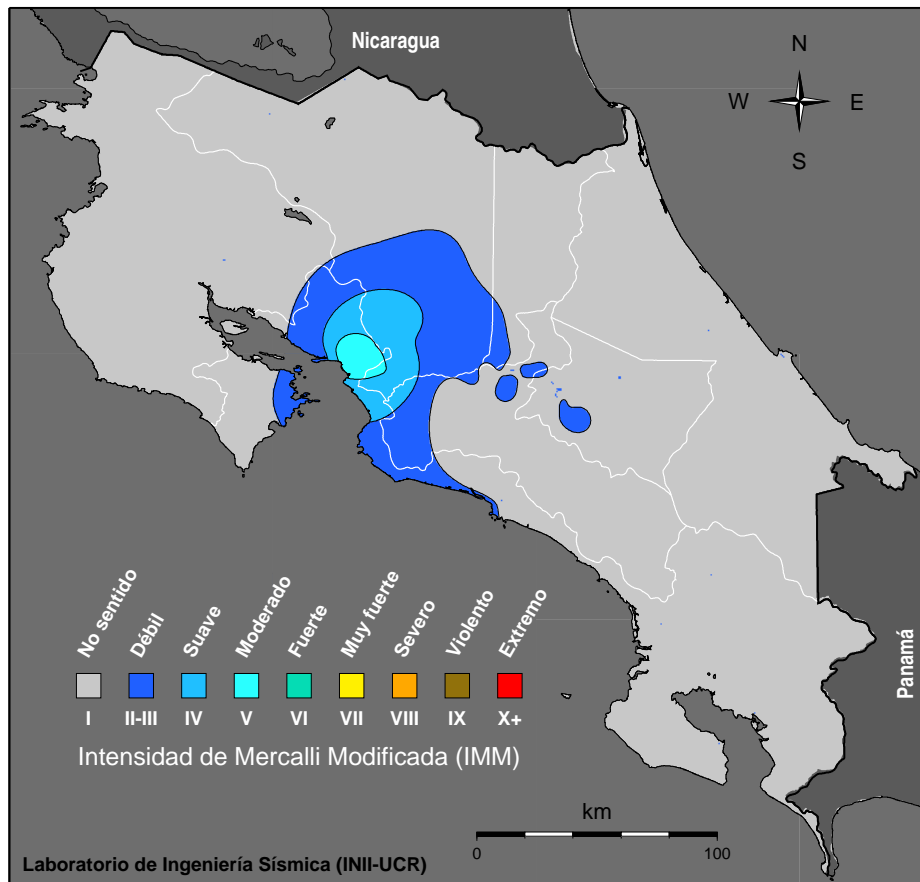 Nicaragua
N
W E
S
No sentido Débil Suave Moderado Fuerte Muy fuerte Severo Violento Extremo
I II-III IV V VI VII VIII IX X+
Intensidad de Mercalli Modificada (IMM)
Panamá
km
0 100
Laboratorio de Ingeniería Sísmica (INII-UCR)